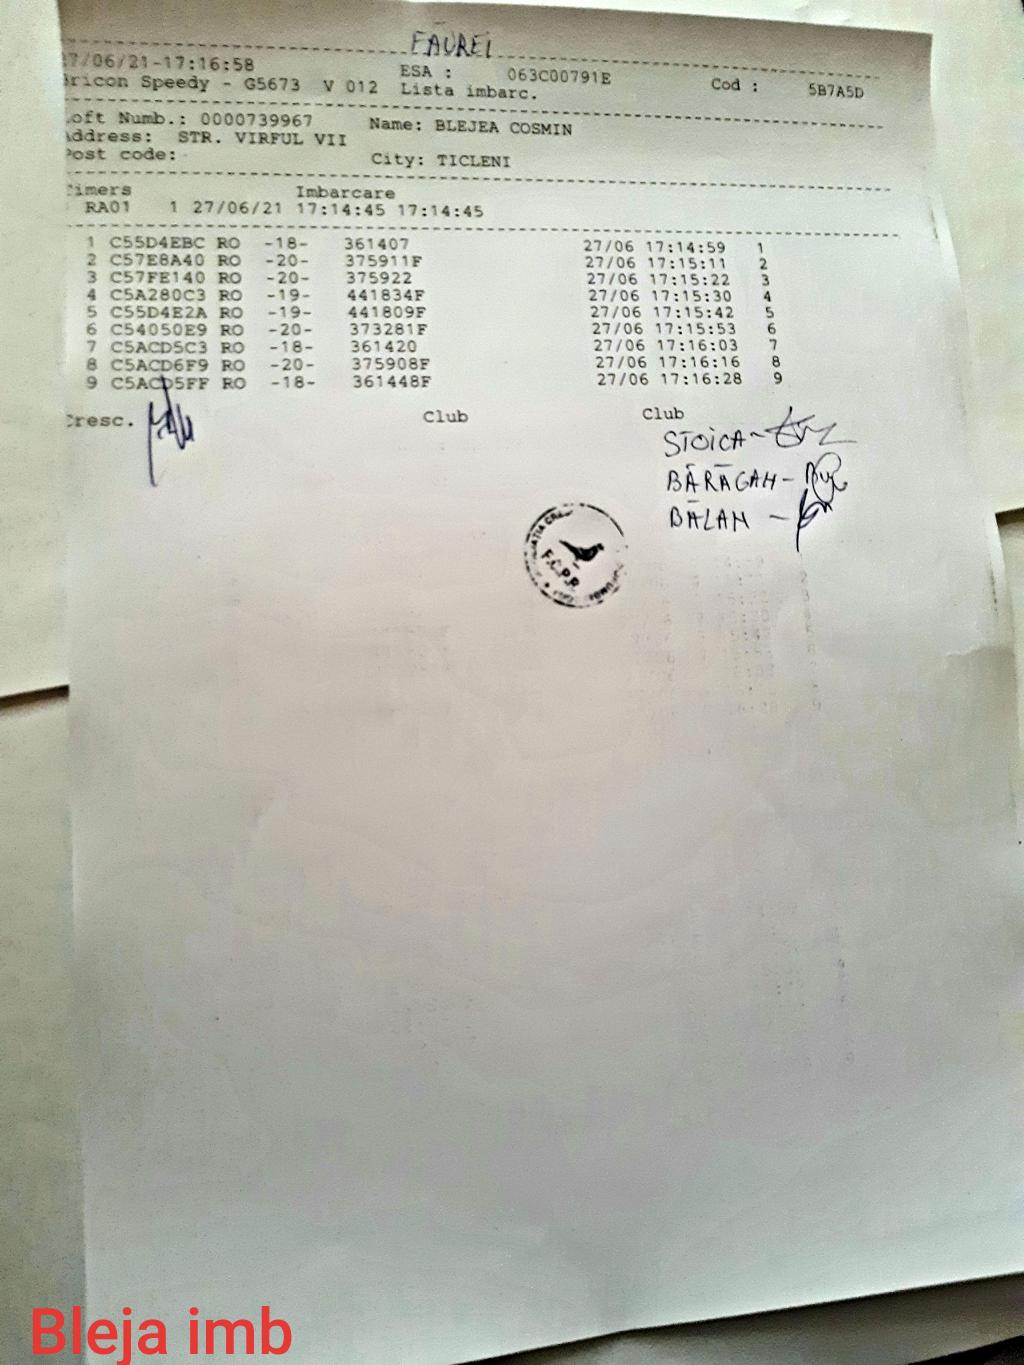 FĂUREI
27/06/21-17:16:58 ESA : 063C00791E Cod : 5B7A5D
Bricon Speedy - G5673 V 012 Lista imbarc.
Loft Numb.: 0000739967 Name: BLEJEA COSMIN
Address: STR. VIRFUL VII
Post code: City: TICLENI
Timers Imbarcare
RA01 1 27/06/21 17:14:45 17:14:45
1 C55D4EBC RO -18- 361407 27/06 17:14:59 1
2 C57E8A40 RO -20- 375911F 27/06 17:15:11 2
3 C57FE140 RO -20- 375922 27/06 17:15:22 3
4 C5A280C3 RO -19- 441834F 27/06 17:15:30 4
5 C55D4E2A RO -19- 441809F 27/06 17:15:42 5
6 C54050E9 RO -20- 373281F 27/06 17:15:53 6
7 C5ACD5C3 RO -18- 361420 27/06 17:16:03 7
8 C5ACD6F9 RO -20- 375908F 27/06 17:16:16 8
9 C5ACD5FF RO -18- 361448F 27/06 17:16:28 9
Cresc. Club Club
STOICA-
BĂRĂGAN-
BĂLAN -
F.C.P.R.
Bleja imb